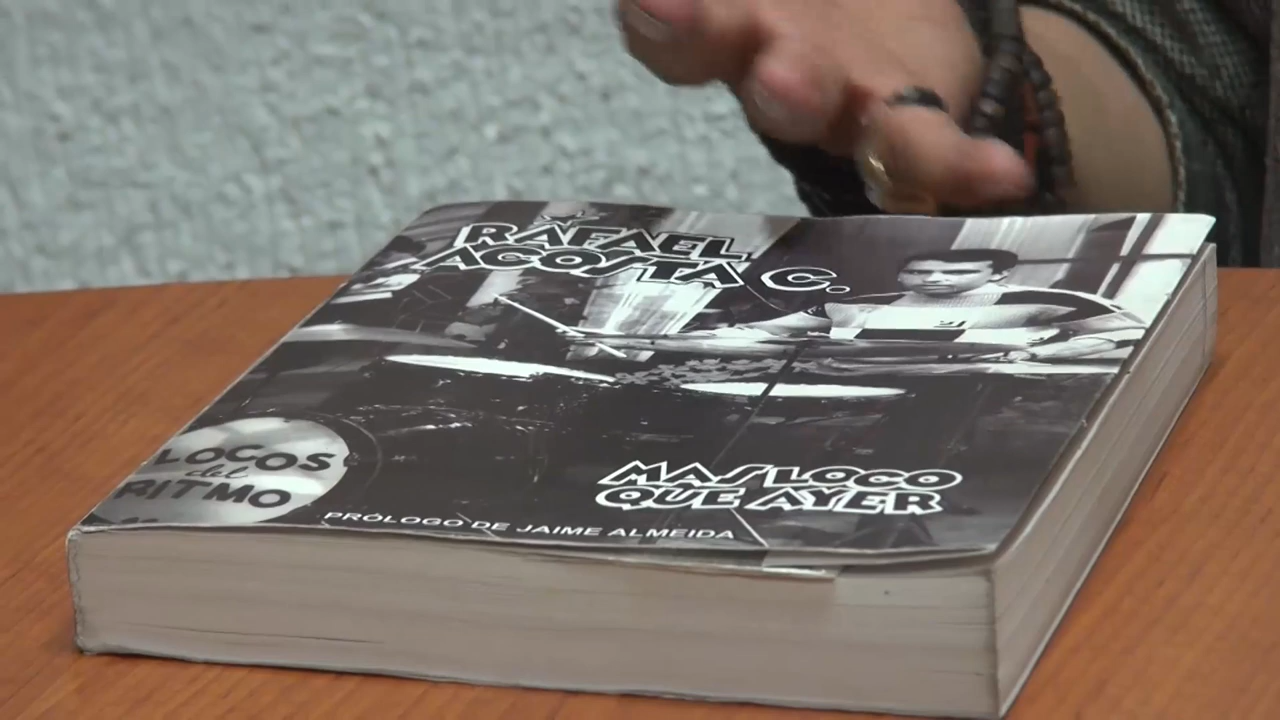 RAFAEL
ACOSTA C.
LOCOS
del
RITMO
MAS LOCO
QUE AYER
PRÓLOGO DE JAIME ALMEIDA